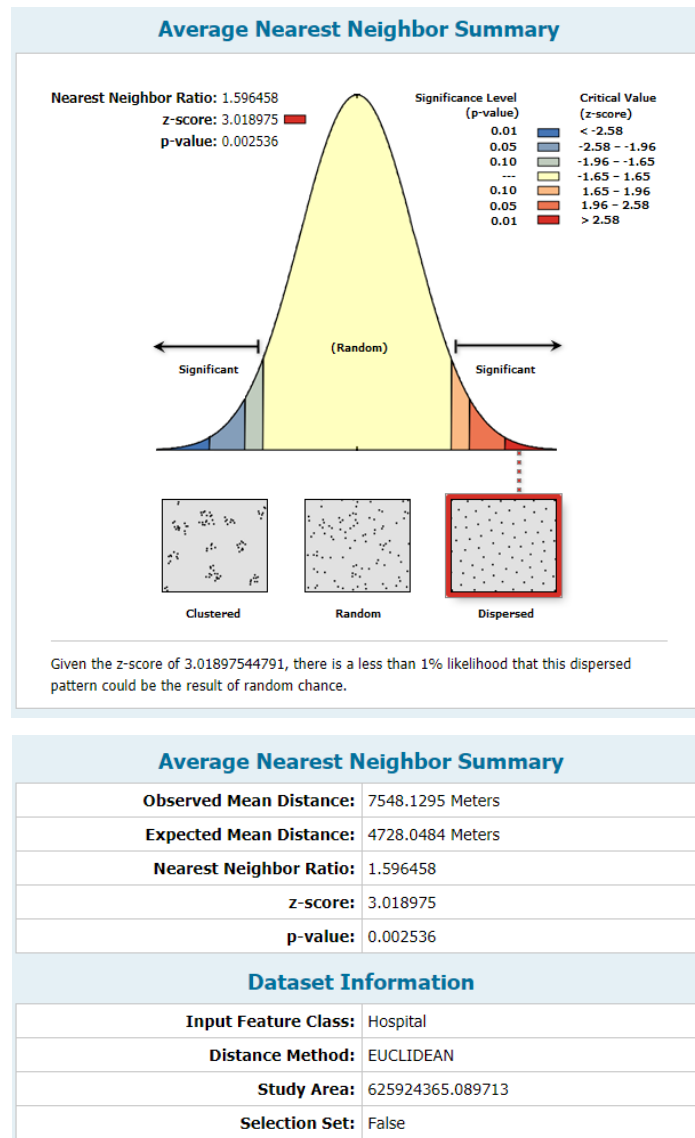 Average Nearest Neighbor Summary
Nearest Neighbor Ratio: 1.596458
z-score: 3.018975
p-value: 0.002536
Significance Level (p-value) Critical Value (z-score)
0.01 < -2.58
0.05 -2.58 – -1.96
0.10 -1.96 – -1.65
--- -1.65 – 1.65
0.10 1.65 – 1.96
0.05 1.96 – 2.58
0.01 > 2.58
(Random)
Significant Significant
Clustered Random Dispersed
Given the z-score of 3.01897544791, there is a less than 1% likelihood that this dispersed
pattern could be the result of random chance.
Average Nearest Neighbor Summary
Observed Mean Distance: 7548.1295 Meters
Expected Mean Distance: 4728.0484 Meters
Nearest Neighbor Ratio: 1.596458
z-score: 3.018975
p-value: 0.002536
Dataset Information
Input Feature Class: Hospital
Distance Method: EUCLIDEAN
Study Area: 625924365.089713
Selection Set: False